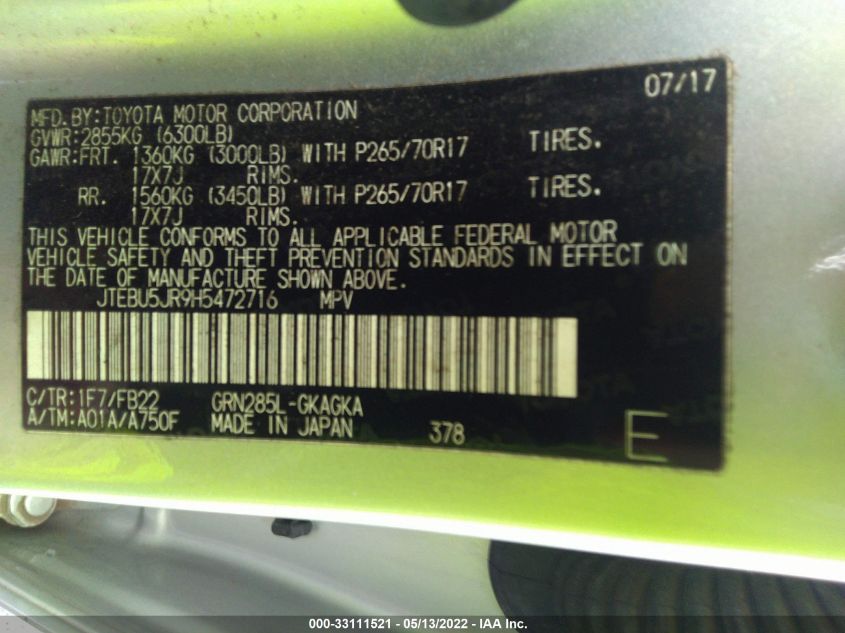 07/17
MFD.BY:TOYOTA MOTOR CORPORATION
GVWR:2855KG (6300LB)
GAWR:FRT. 1360KG (3000LB) WITH P265/70R17 TIRES.
17X7J RIMS.
RR. 1560KG (3450LB) WITH P265/70R17 TIRES.
17X7J RIMS.
THIS VEHICLE CONFORMS TO ALL APPLICABLE FEDERAL MOTOR
VEHICLE SAFETY AND THEFT PREVENTION STANDARDS IN EFFECT ON
THE DATE OF MANUFACTURE SHOWN ABOVE.
JTEBU5JR9H5472716 MPV
C/TR:1F7/FB22 GRN285L-GKAGKA
A/TM:A01A/A750F MADE IN JAPAN 378 E
000-33111521 - 05/13/2022 - IAA Inc.